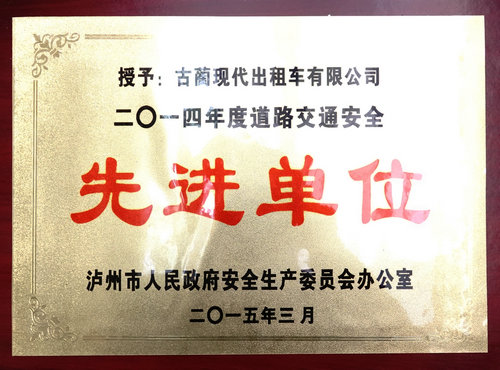 授予：古蔺现代出租车有限公司
二〇一四年度道路交通安全
先进单位
泸州市人民政府安全生产委员会办公室
二〇一五年三月